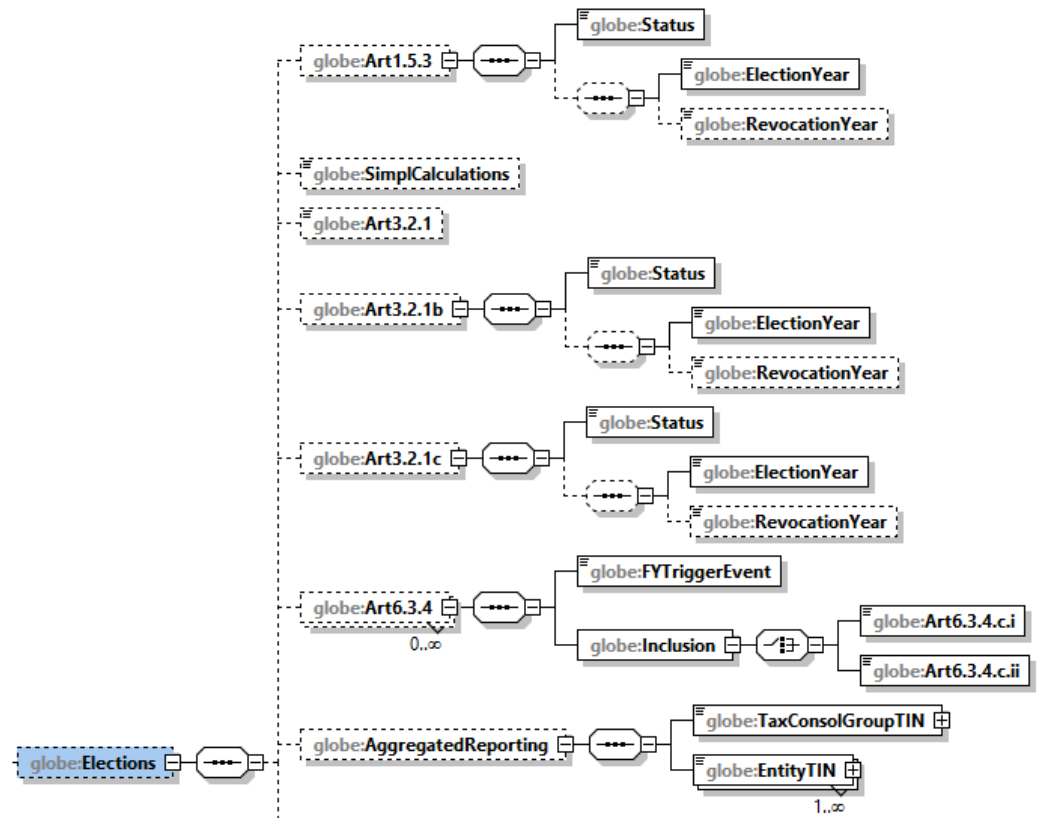 globe:Status
globe:Art1.5.3
globe:ElectionYear
globe:RevocationYear
globe:SimplCalculations
globe:Art3.2.1
globe:Status
globe:Art3.2.1b
globe:ElectionYear
globe:RevocationYear
globe:Status
globe:Art3.2.1c
globe:ElectionYear
globe:RevocationYear
globe:FYTriggerEvent
globe:Art6.3.4
0..∞
globe:Inclusion
globe:Art6.3.4.c.i
globe:Art6.3.4.c.ii
globe:TaxConsolGroupTIN
globe:AggregatedReporting
globe:Elections
globe:EntityTIN
1..∞